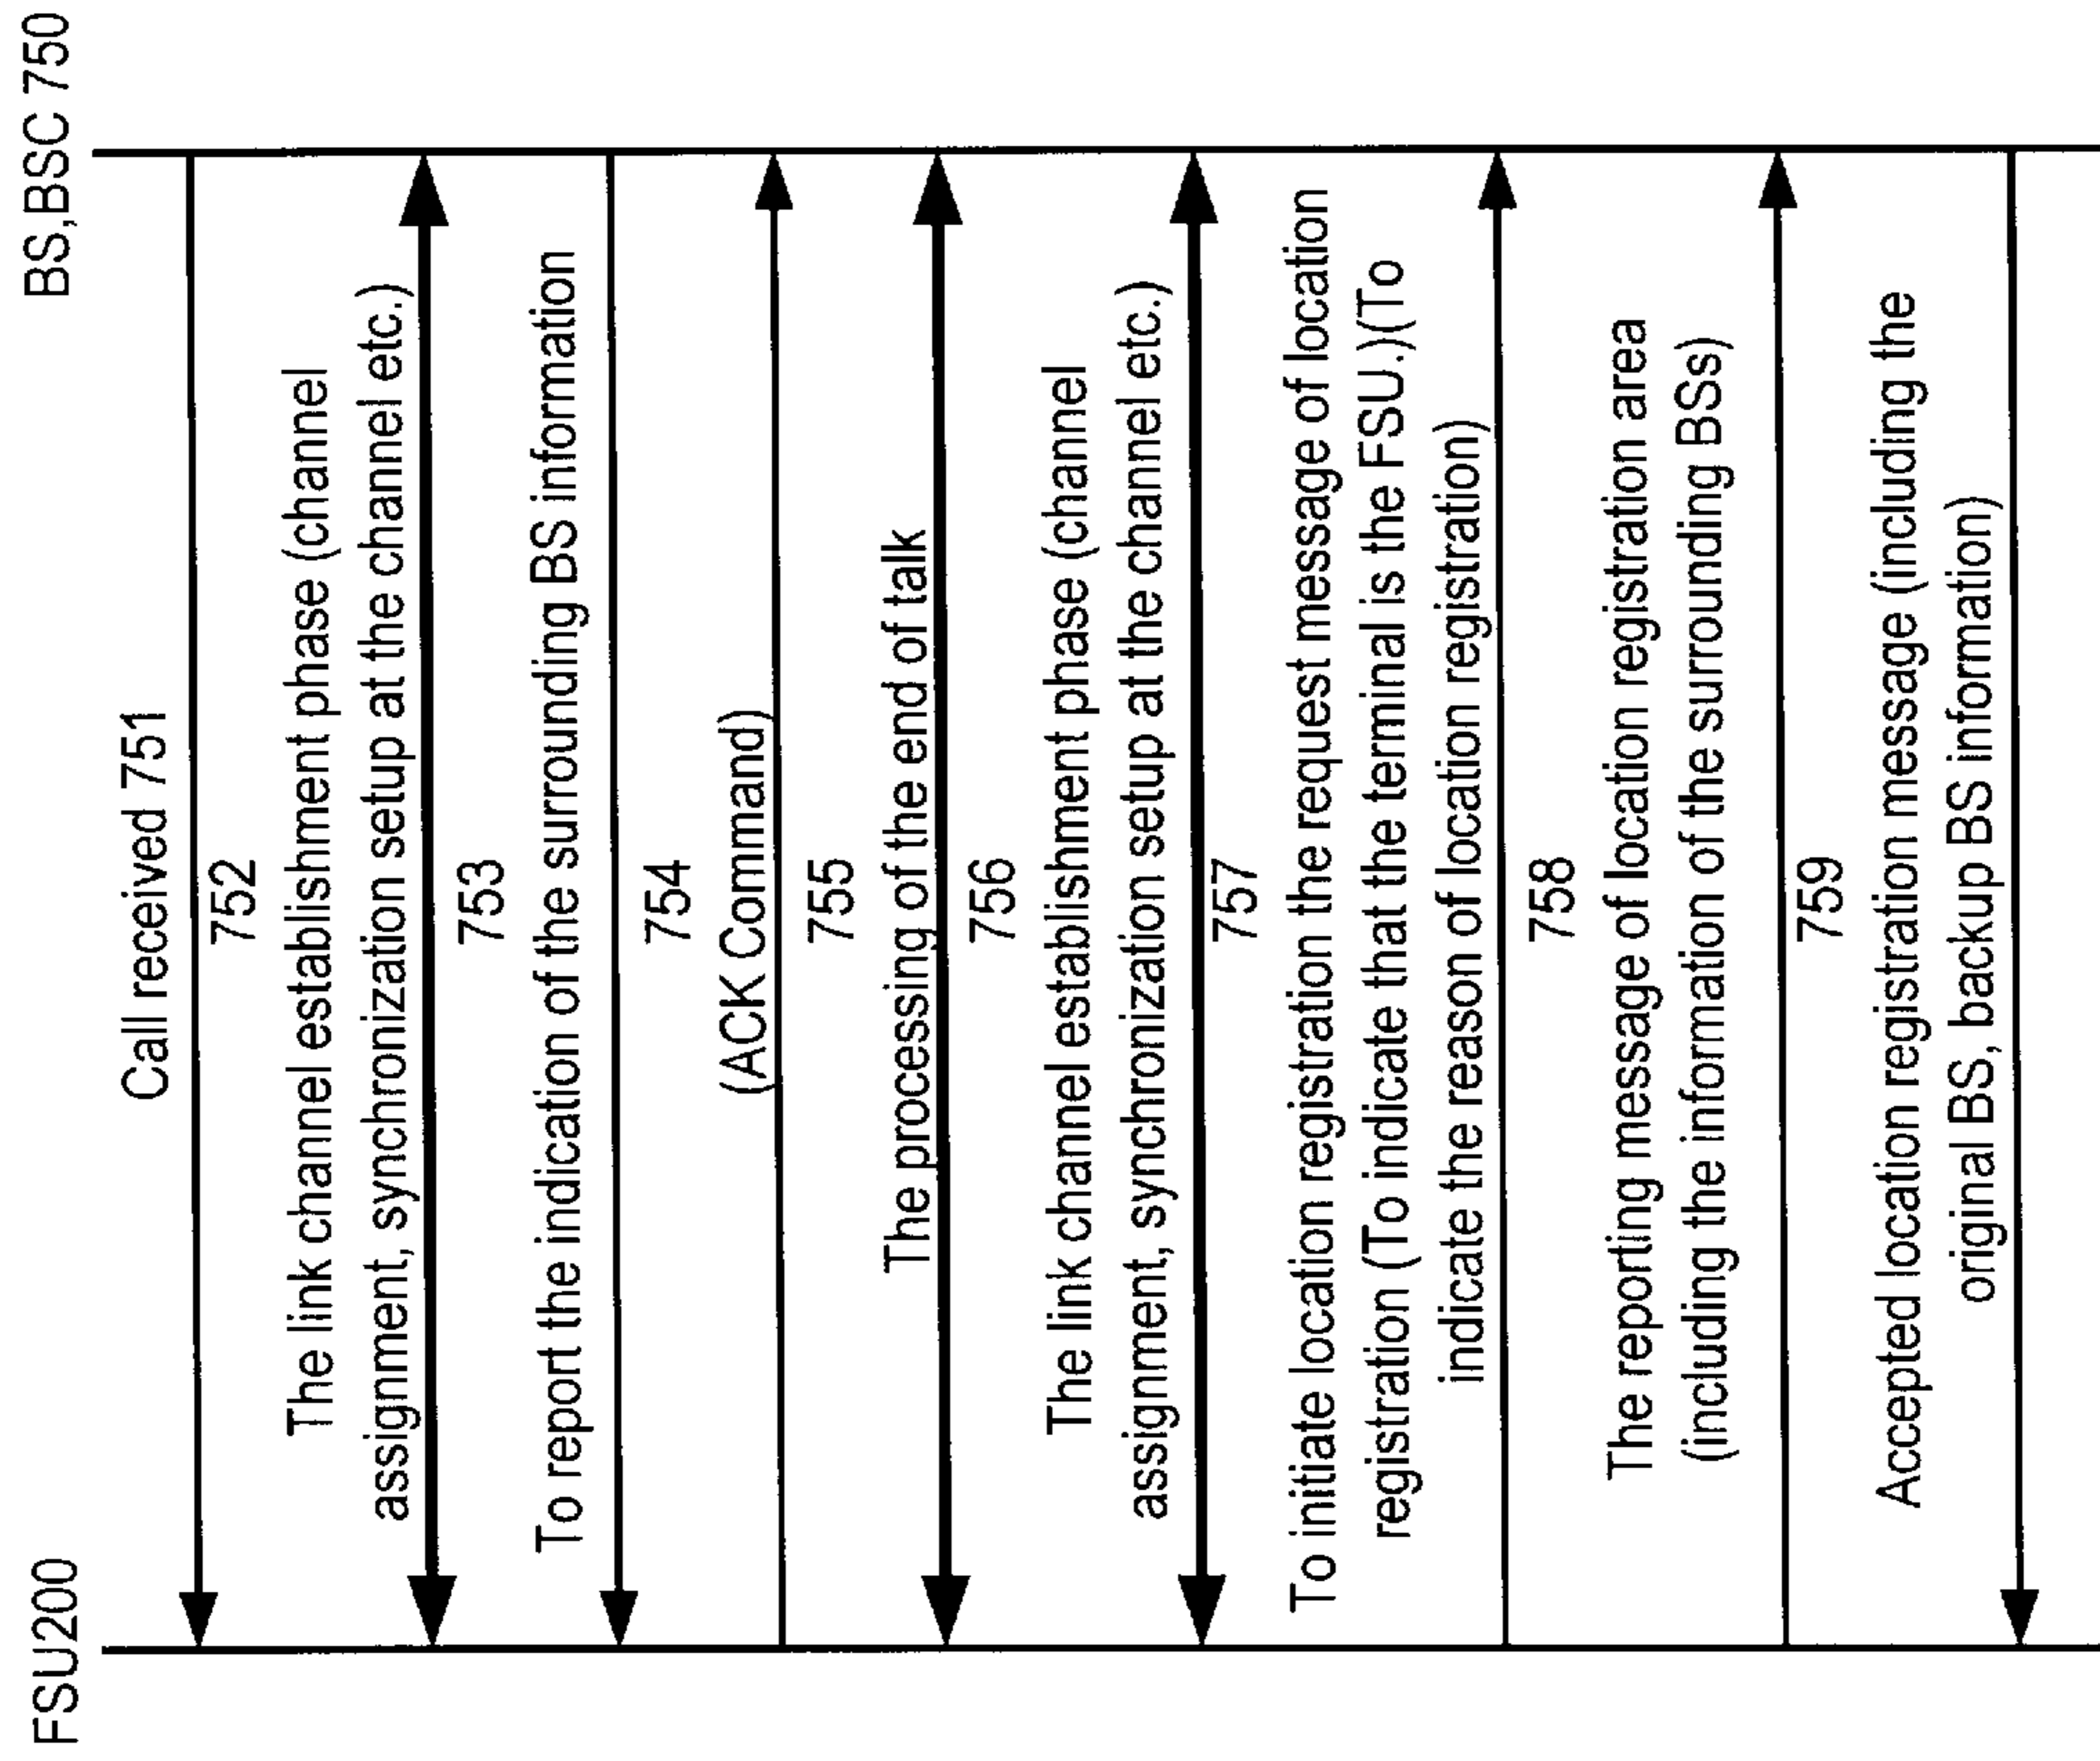 FSU200
BS,BSC 750
Call received 751
752
The link channel establishment phase (channel
assignment, synchronization setup at the channel etc.)
753
To report the indication of the surrounding BS information
754
(ACK Command)
755
The processing of the end of talk
756
The link channel establishment phase (channel
assignment, synchronization setup at the channel etc.)
757
To initiate location registration the request message of location
registration (To indicate that the terminal is the FSU.)(To
indicate the reason of location registration)
758
The reporting message of location registration area
(including the information of the surrounding BSs)
759
Accepted location registration message (including the
original BS, backup BS information)